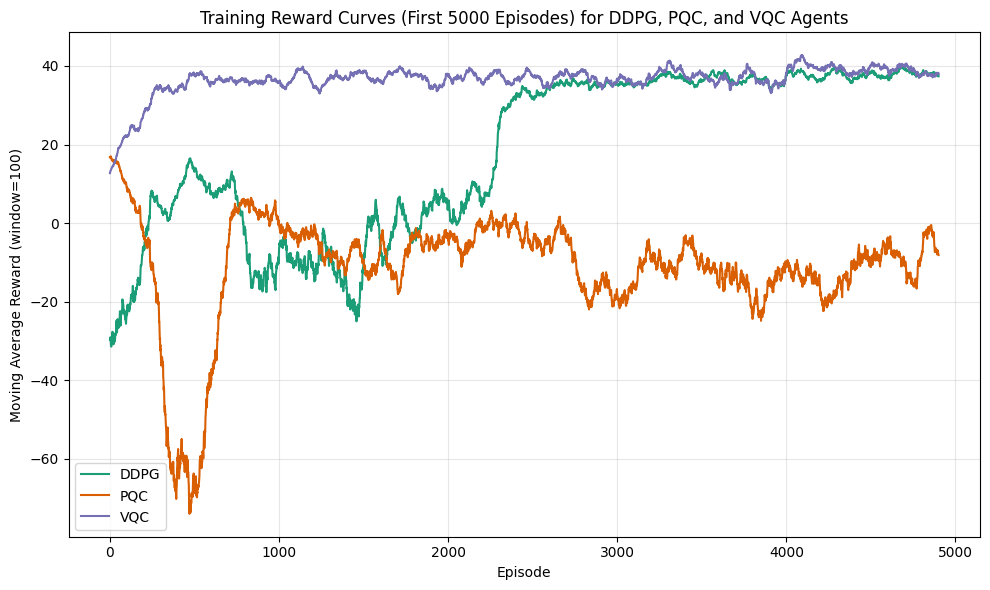 Training Reward Curves (First 5000 Episodes) for DDPG, PQC, and VQC Agents
Moving Average Reward (window=100)
40
20
0
−20
−40
−60
DDPG
PQC
VQC
0
1000
2000
3000
4000
5000
Episode